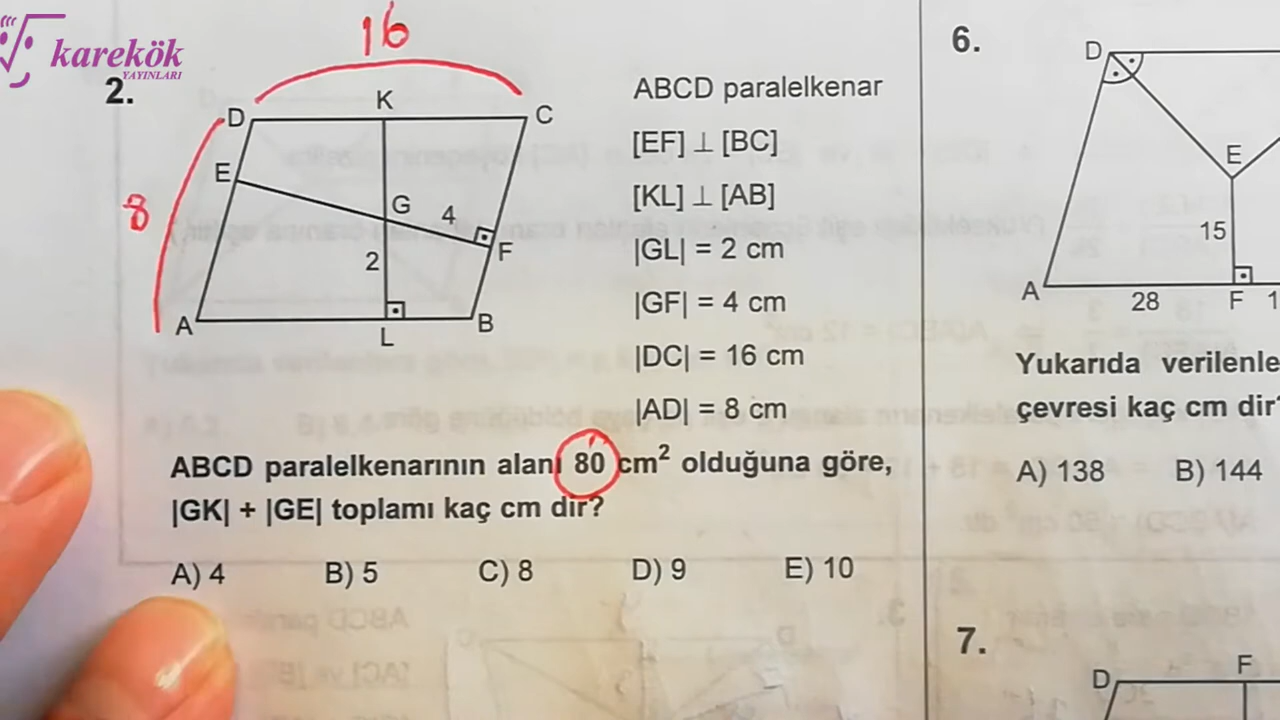 karekök
YAYINLARI
16
8
2.
D
K
C
E
G
4
F
2
A
L
B
ABCD paralelkenar
[EF] ⊥ [BC]
[KL] ⊥ [AB]
|GL| = 2 cm
|GF| = 4 cm
|DC| = 16 cm
|AD| = 8 cm
ABCD paralelkenarının alanı 80 cm² olduğuna göre,
|GK| + |GE| toplamı kaç cm dir?
A) 4 B) 5 C) 8 D) 9 E) 10
6.
D
E
15
A
28
F
1
Yukarıda verilenle
çevresi kaç cm dir?
A) 138 B) 144
7.
D
F